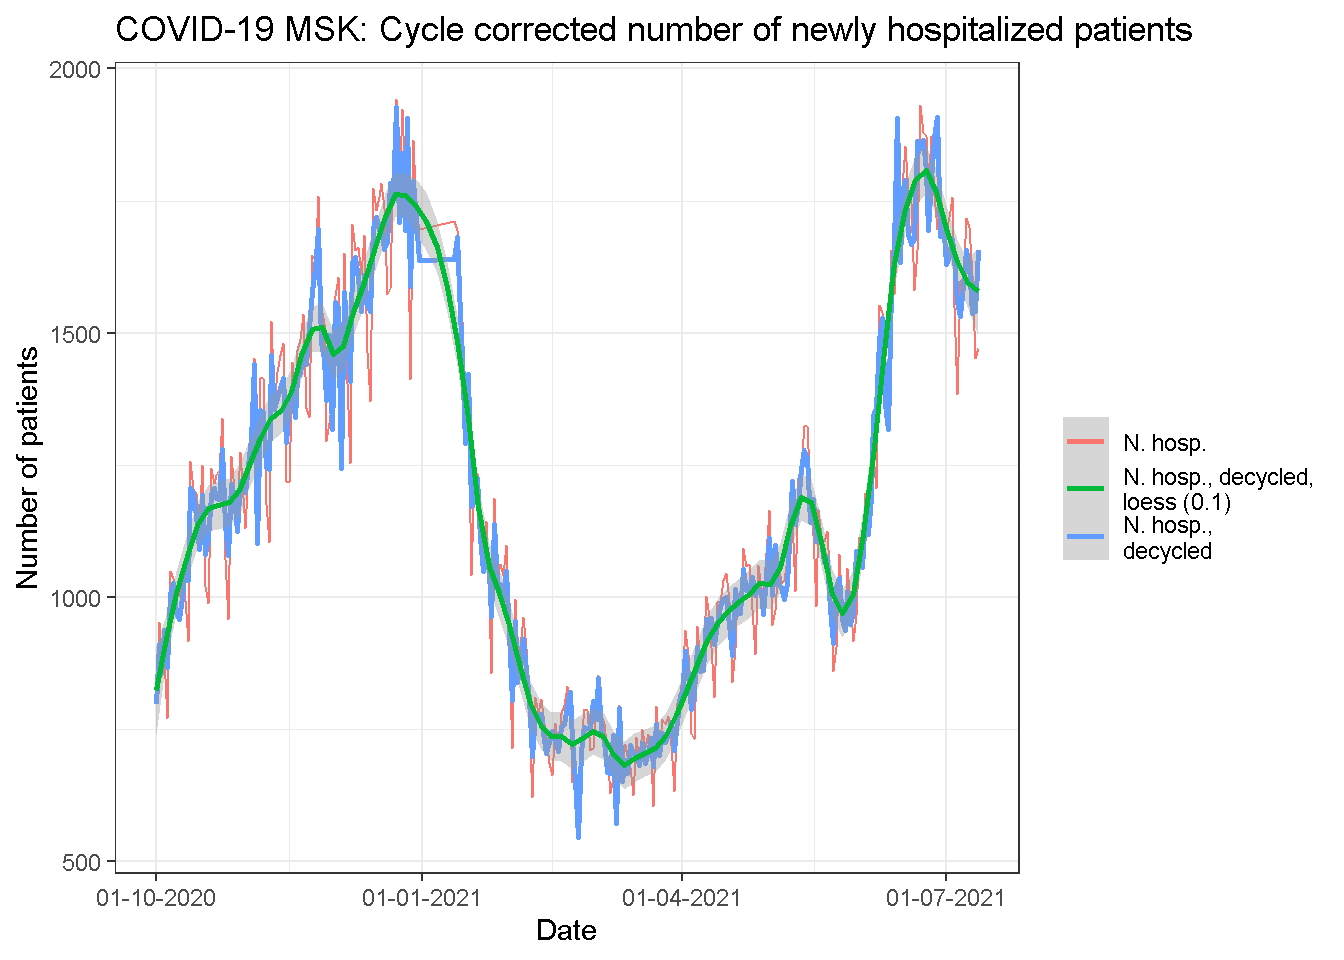 COVID-19 MSK: Cycle corrected number of newly hospitalized patients
2000
1500
1000
500
Number of patients
01-10-2020
01-01-2021
01-04-2021
01-07-2021
Date
N. hosp.
N. hosp., decycled,
loess (0.1)
N. hosp.,
decycled